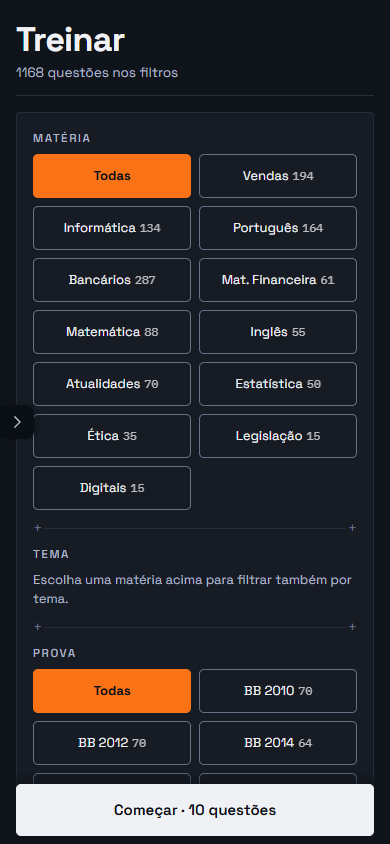 Treinar
1168 questões nos filtros
MATÉRIA
Todas
Vendas 194
Informática 134
Português 164
Bancários 287
Mat. Financeira 61
Matemática 88
Inglês 55
Atualidades 70
Estatística 50
Ética 35
Legislação 15
Digitais 15
TEMA
Escolha uma matéria acima para filtrar também por
tema.
PROVA
Todas
BB 2010 70
BB 2012 70
BB 2014 64
Começar · 10 questões